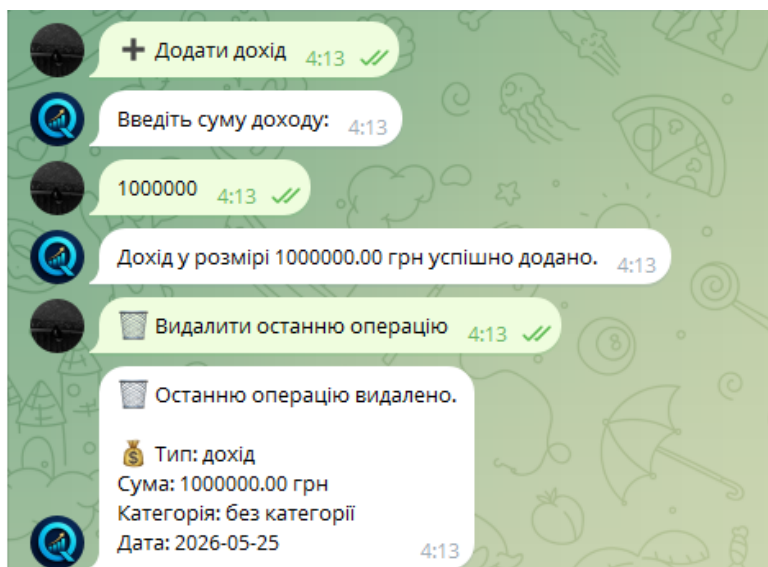 ➕ Додати дохід 4:13
Введіть суму доходу: 4:13
1000000 4:13
Дохід у розмірі 1000000.00 грн успішно додано. 4:13
🗑️ Видалити останню операцію 4:13
🗑️ Останню операцію видалено.
💰 Тип: дохід
Сума: 1000000.00 грн
Категорія: без категорії
Дата: 2026-05-25 4:13